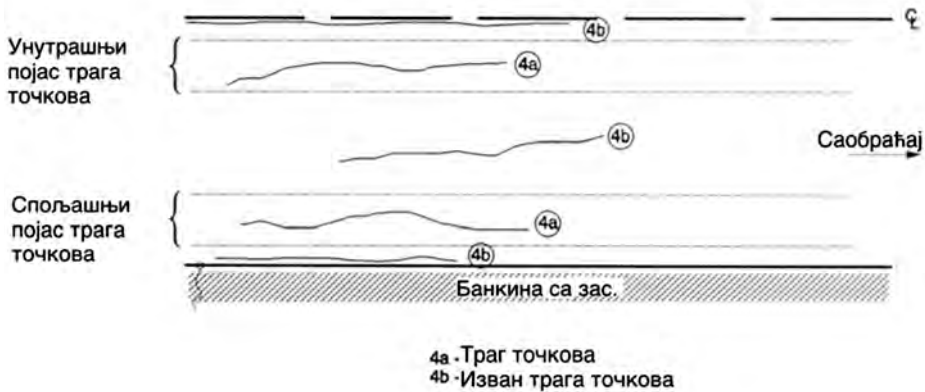 ℄
4b
Унутрашњи
појас трага
точкова
4a
4b
Саобраћај
Спољашњи
појас трага
точкова
4a
4b
Банкина са зас.
4a - Траг точкова
4b - Изван трага точкова